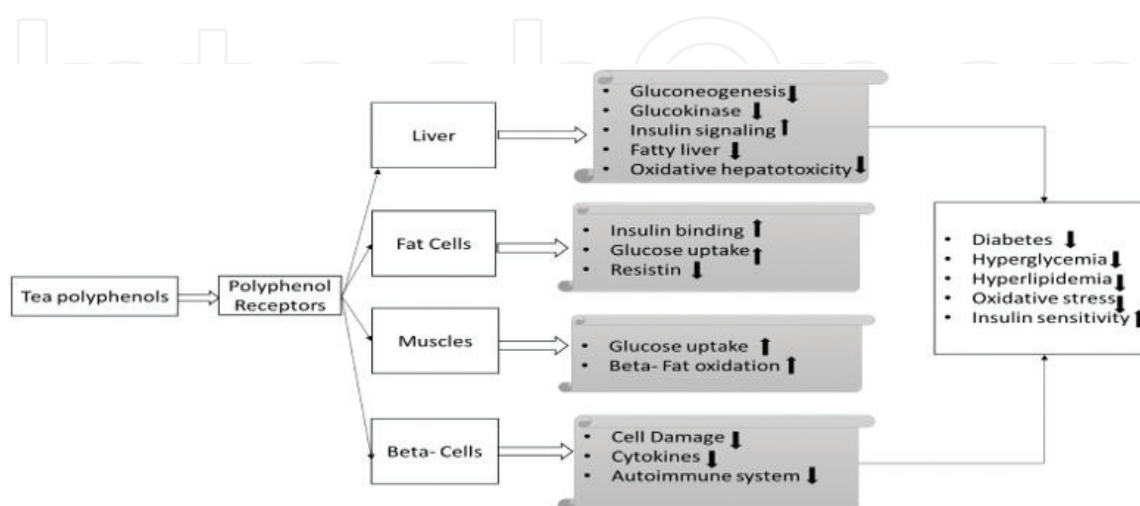 Tea polyphenols
Polyphenol
Receptors
Liver
• Gluconeogenesis⬇
• Glucokinase ⬇
• Insulin signaling ⬆
• Fatty liver ⬇
• Oxidative hepatotoxicity⬇
Fat Cells
• Insulin binding ⬆
• Glucose uptake⬆
• Resistin ⬇
Muscles
• Glucose uptake ⬆
• Beta- Fat oxidation ⬆
Beta- Cells
• Cell Damage ⬇
• Cytokines ⬇
• Autoimmune system ⬇
• Diabetes ⬇
• Hyperglycemia⬇
• Hyperlipidemia⬇
• Oxidative stress⬇
• Insulin sensitivity⬆